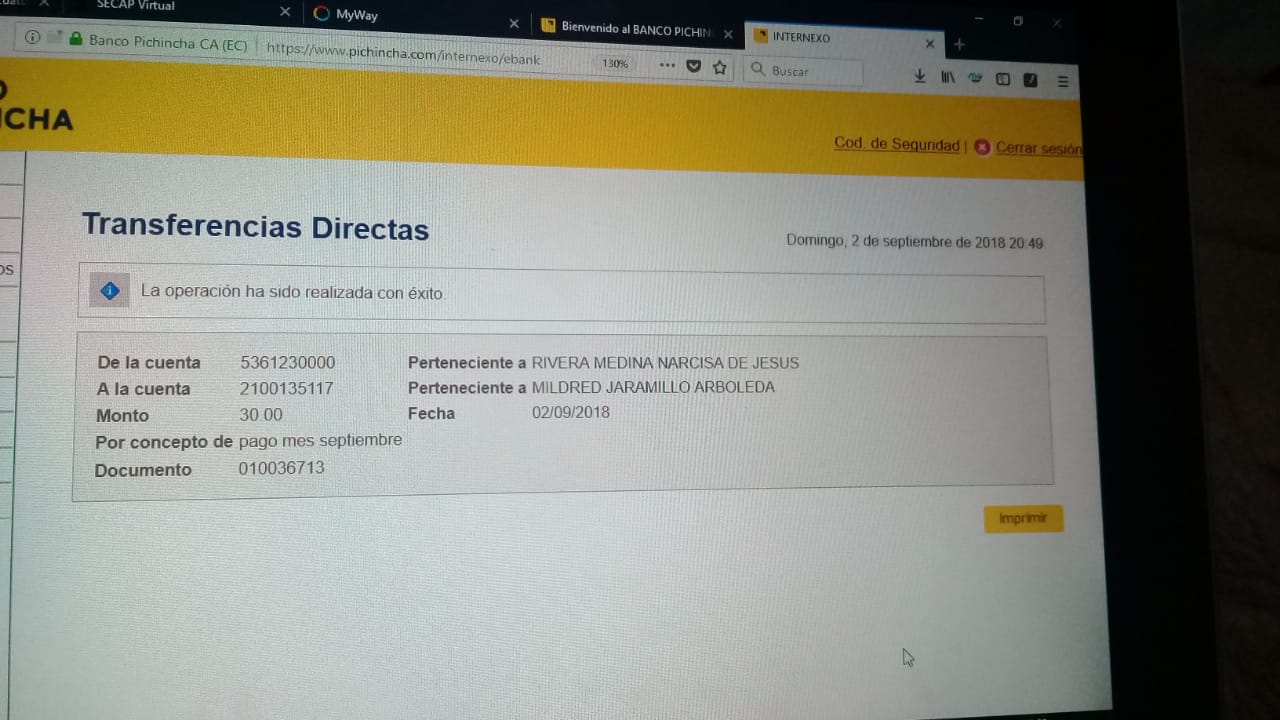 SECAP Virtual
MyWay
Bienvenido al BANCO PICHIN
INTERNEXO
Banco Pichincha CA (EC)
https://www.pichincha.com/internexo/ebank
130%
Buscar
CHA
Cod. de Seguridad | Cerrar sesión
Transferencias Directas
Domingo, 2 de septiembre de 2018 20:49
os
La operación ha sido realizada con éxito.
De la cuenta 5361230000 Perteneciente a RIVERA MEDINA NARCISA DE JESUS
A la cuenta 2100135117 Perteneciente a MILDRED JARAMILLO ARBOLEDA
Monto 30.00 Fecha 02/09/2018
Por concepto de pago mes septiembre
Documento 010036713
Imprimir